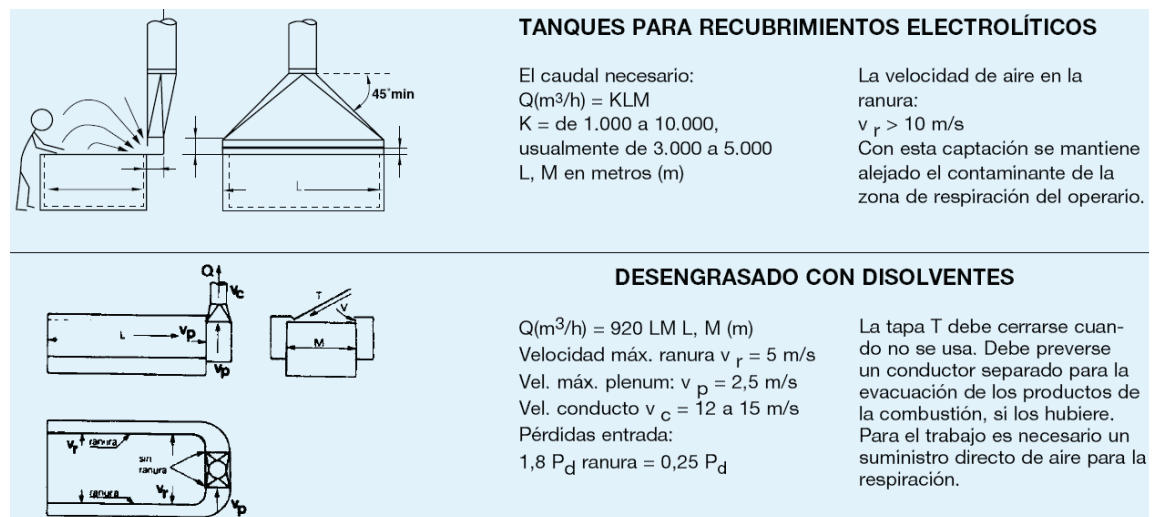 TANQUES PARA RECUBRIMIENTOS ELECTROLÍTICOS
45°min
L
El caudal necesario:
Q(m³/h) = KLM
K = de 1.000 a 10.000,
usualmente de 3.000 a 5.000
L, M en metros (m)
La velocidad de aire en la
ranura:
v r > 10 m/s
Con esta captación se mantiene
alejado el contaminante de la
zona de respiración del operario.
DESENGRASADO CON DISOLVENTES
Q
vc
L
vp
vp
T
V
M
vr
ranura
sin
ranura
ranura
vr
vp
Q(m³/h) = 920 LM L, M (m)
Velocidad máx. ranura v r = 5 m/s
Vel. máx. plenum: v p = 2,5 m/s
Vel. conducto v c = 12 a 15 m/s
Pérdidas entrada:
1,8 Pd ranura = 0,25 Pd
La tapa T debe cerrarse cuan-
do no se usa. Debe preverse
un conductor separado para la
evacuación de los productos de
la combustión, si los hubiere.
Para el trabajo es necesario un
suministro directo de aire para la
respiración.